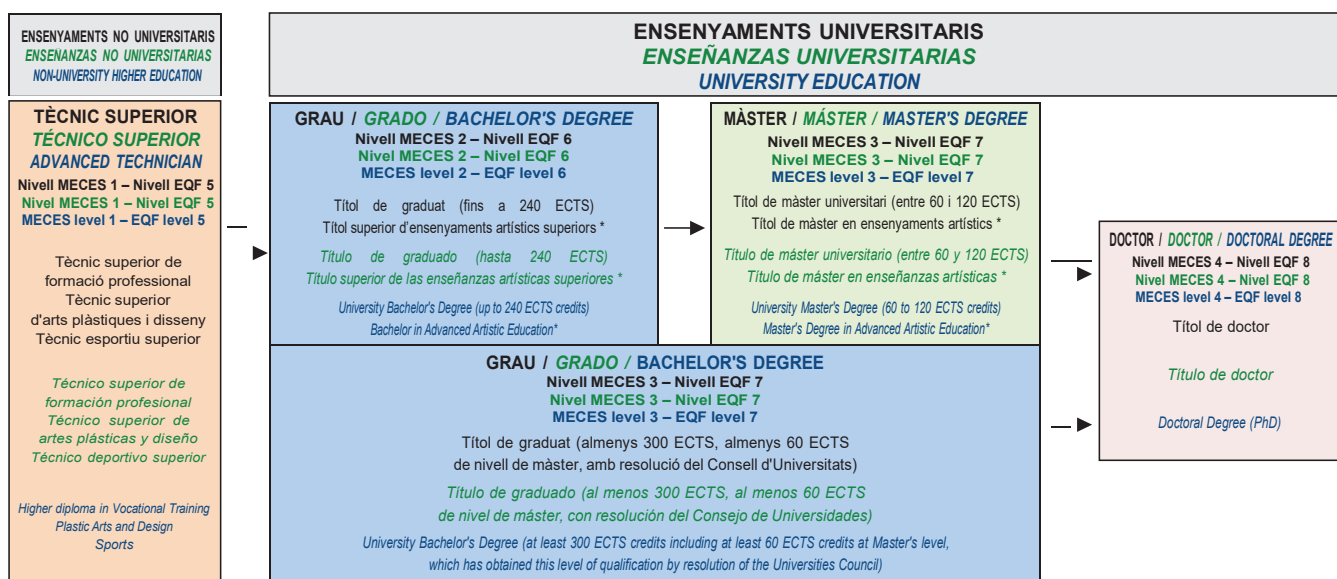 ENSENYAMENTS NO UNIVERSITARIS
ENSEÑANZAS NO UNIVERSITARIAS
NON-UNIVERSITY HIGHER EDUCATION
ENSENYAMENTS UNIVERSITARIS
ENSEÑANZAS UNIVERSITARIAS
UNIVERSITY EDUCATION
TÈCNIC SUPERIOR
TÉCNICO SUPERIOR
ADVANCED TECHNICIAN
Nivell MECES 1 – Nivell EQF 5
Nivel MECES 1 – Nivel EQF 5
MECES level 1 – EQF level 5
Tècnic superior de
formació professional
Tècnic superior
d'arts plàstiques i disseny
Tècnic esportiu superior
Técnico superior de
formación profesional
Técnico superior de
artes plásticas y diseño
Técnico deportivo superior
Higher diploma in Vocational Training
Plastic Arts and Design
Sports
GRAU / GRADO / BACHELOR'S DEGREE
Nivell MECES 2 – Nivell EQF 6
Nivel MECES 2 – Nivel EQF 6
MECES level 2 – EQF level 6
Títol de graduat (fins a 240 ECTS)
Títol superior d'ensenyaments artístics superiors *
Título de graduado (hasta 240 ECTS)
Título superior de las enseñanzas artísticas superiores *
University Bachelor's Degree (up to 240 ECTS credits)
Bachelor in Advanced Artistic Education*
MÀSTER / MÁSTER / MASTER'S DEGREE
Nivell MECES 3 – Nivell EQF 7
Nivel MECES 3 – Nivel EQF 7
MECES level 3 – EQF level 7
Títol de màster universitari (entre 60 i 120 ECTS)
Títol de màster en ensenyaments artístics *
Título de máster universitario (entre 60 y 120 ECTS)
Título de máster en enseñanzas artísticas *
University Master's Degree (60 to 120 ECTS credits)
Master's Degree in Advanced Artistic Education*
GRAU / GRADO / BACHELOR'S DEGREE
Nivell MECES 3 – Nivell EQF 7
Nivel MECES 3 – Nivel EQF 7
MECES level 3 – EQF level 7
Títol de graduat (almenys 300 ECTS, almenys 60 ECTS
de nivell de màster, amb resolució del Consell d'Universitats)
Título de graduado (al menos 300 ECTS, al menos 60 ECTS
de nivel de máster, con resolución del Consejo de Universidades)
University Bachelor's Degree (at least 300 ECTS credits including at least 60 ECTS credits at Master's level,
which has obtained this level of qualification by resolution of the Universities Council)
DOCTOR / DOCTOR / DOCTORAL DEGREE
Nivell MECES 4 – Nivell EQF 8
Nivel MECES 4 – Nivel EQF 8
MECES level 4 – EQF level 8
Títol de doctor
Título de doctor
Doctoral Degree (PhD)